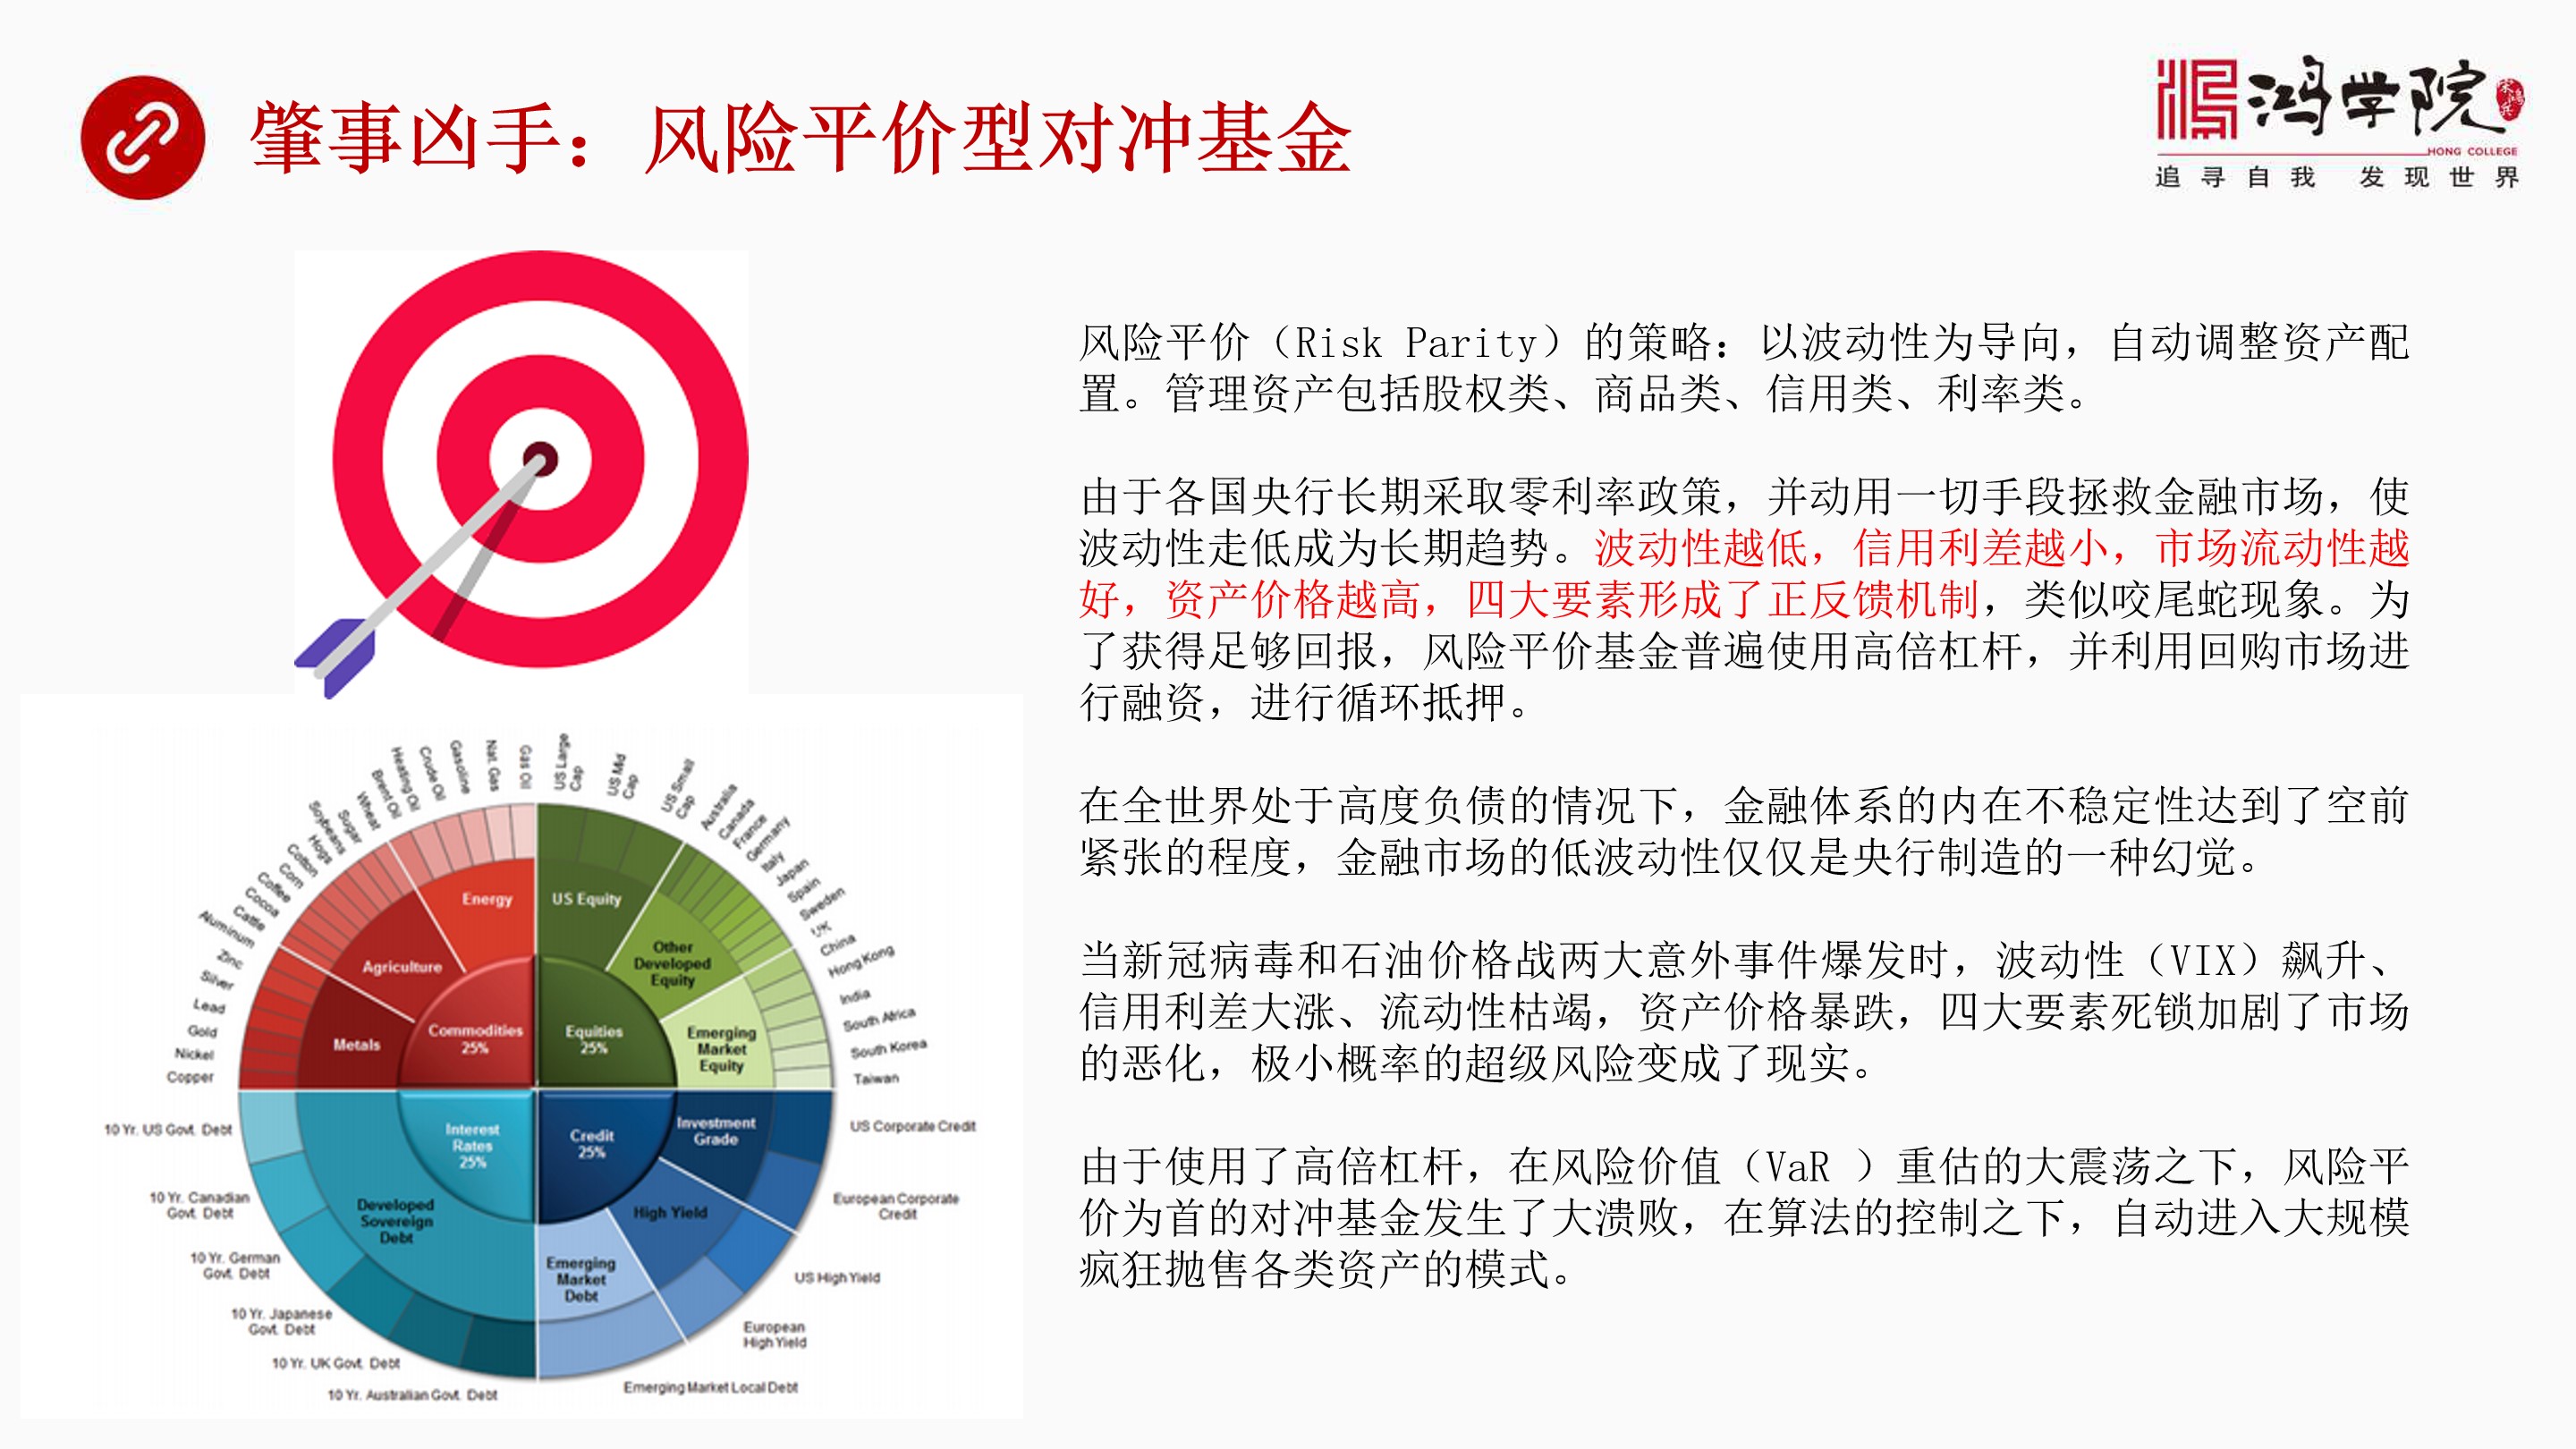 肇事凶手：风险平价型对冲基金
鸿学院
HONG COLLEGE
追寻自我 发现世界
风险平价（Risk Parity）的策略：以波动性为导向，自动调整资产配
置。管理资产包括股权类、商品类、信用类、利率类。
由于各国央行长期采取零利率政策，并动用一切手段拯救金融市场，使
波动性走低成为长期趋势。波动性越低，信用利差越小，市场流动性越
好，资产价格越高，四大要素形成了正反馈机制，类似咬尾蛇现象。为
了获得足够回报，风险平价基金普遍使用高倍杠杆，并利用回购市场进
行融资，进行循环抵押。
在全世界处于高度负债的情况下，金融体系的内在不稳定性达到了空前
紧张的程度，金融市场的低波动性仅仅是央行制造的一种幻觉。
当新冠病毒和石油价格战两大意外事件爆发时，波动性（VIX）飙升、
信用利差大涨、流动性枯竭，资产价格暴跌，四大要素死锁加剧了市场
的恶化，极小概率的超级风险变成了现实。
由于使用了高倍杠杆，在风险价值（VaR ）重估的大震荡之下，风险平
价为首的对冲基金发生了大溃败，在算法的控制之下，自动进入大规模
疯狂抛售各类资产的模式。
Commodities
25%
Equities
25%
Interest
Rates
25%
Credit
25%
Energy
Agriculture
Metals
US Equity
Other
Developed
Equity
Emerging
Market
Equity
Investment
Grade
High Yield
Emerging
Market
Debt
Developed
Sovereign
Debt
Copper
Nickel
Gold
Lead
Silver
Zinc
Aluminum
Cattle
Cocoa
Coffee
Corn
Cotton
Hogs
Soybeans
Sugar
Wheat
Brent Oil
Heating Oil
Crude Oil
Gasoline
Nat. Gas
Gas Oil
US Large
Cap
US Mid
Cap
US Small
Cap
Australia
Canada
France
Germany
Italy
Japan
Spain
Sweden
UK
China
Hong Kong
India
South Africa
South Korea
Taiwan
US Corporate Credit
European Corporate
Credit
US High Yield
European
High Yield
Emerging Market Local Debt
10 Yr. Australian Govt. Debt
10 Yr. UK Govt. Debt
10 Yr. Japanese
Govt. Debt
10 Yr. German
Govt. Debt
10 Yr. Canadian
Govt. Debt
10 Yr. US Govt. Debt